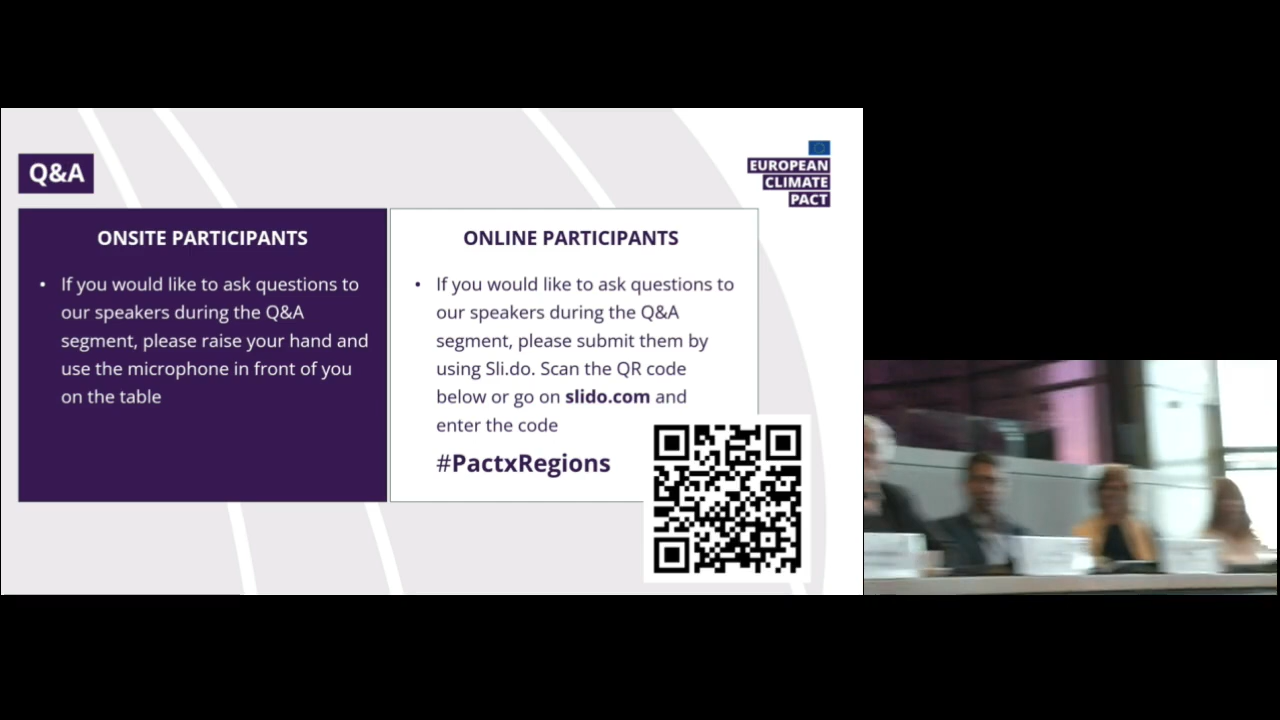 Q&A
EUROPEAN
CLIMATE
PACT
ONSITE PARTICIPANTS
• If you would like to ask questions to
our speakers during the Q&A
segment, please raise your hand and
use the microphone in front of you
on the table
ONLINE PARTICIPANTS
• If you would like to ask questions to
our speakers during the Q&A
segment, please submit them by
using Sli.do. Scan the QR code
below or go on slido.com and
enter the code
#PactxRegions